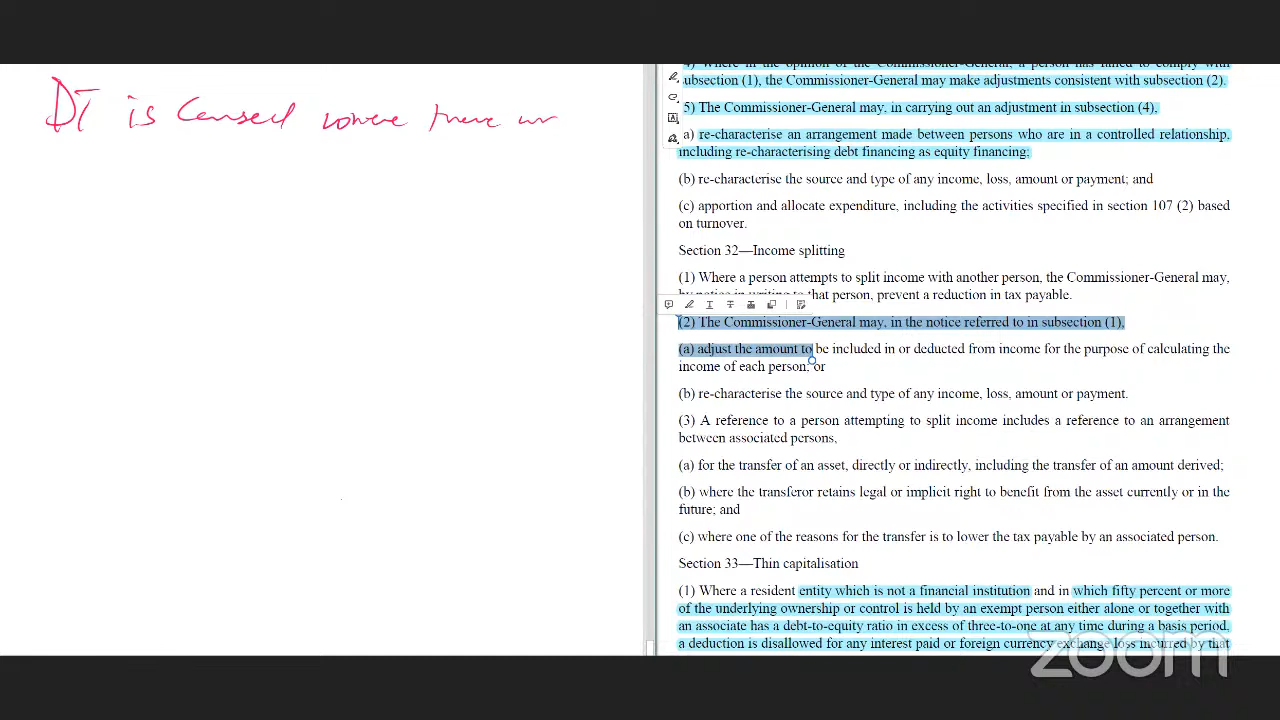 DT is caused where there
4) Where in the opinion of the Commissioner-General, a person has failed to comply with
ubsection (1), the Commissioner-General may make adjustments consistent with subsection (2).
5) The Commissioner-General may, in carrying out an adjustment in subsection (4),
a) re-characterise an arrangement made between persons who are in a controlled relationship,
including re-characterising debt financing as equity financing;
(b) re-characterise the source and type of any income, loss, amount or payment; and
(c) apportion and allocate expenditure, including the activities specified in section 107 (2) based
on turnover.
Section 32—Income splitting
(1) Where a person attempts to split income with another person, the Commissioner-General may,
by notice in writing to that person, prevent a reduction in tax payable.
(2) The Commissioner-General may, in the notice referred to in subsection (1),
(a) adjust the amount to be included in or deducted from income for the purpose of calculating the
income of each person; or
(b) re-characterise the source and type of any income, loss, amount or payment.
(3) A reference to a person attempting to split income includes a reference to an arrangement
between associated persons,
(a) for the transfer of an asset, directly or indirectly, including the transfer of an amount derived;
(b) where the transferor retains legal or implicit right to benefit from the asset currently or in the
future; and
(c) where one of the reasons for the transfer is to lower the tax payable by an associated person.
Section 33—Thin capitalisation
(1) Where a resident entity which is not a financial institution and in which fifty percent or more
of the underlying ownership or control is held by an exempt person either alone or together with
an associate has a debt-to-equity ratio in excess of three-to-one at any time during a basis period,
a deduction is disallowed for any interest paid or foreign currency exchange loss incurred by that
zoom